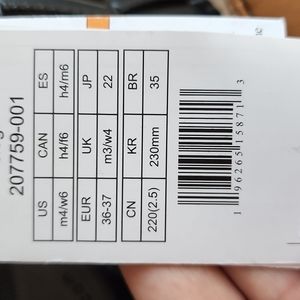 207759-001
US CAN ES
m4/w6 h4/f6 h4/m6
EUR UK JP
36-37 m3/w4 22
CN KR BR
220(2.5) 230mm 35
1 96265 15871 3